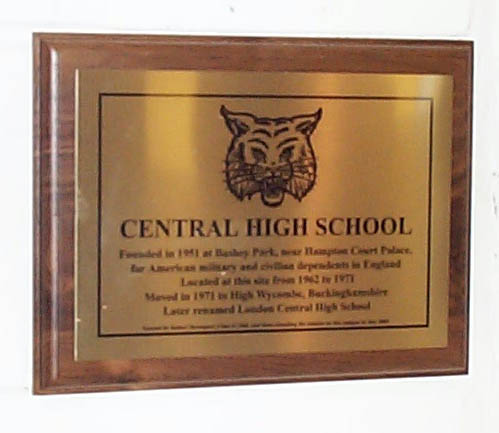 CENTRAL HIGH SCHOOL
Founded in 1951 at Bushey Park, near Hampton Court Palace,
for American military and civilian dependents in England
Located at this site from 1962 to 1971
Moved in 1971 to High Wycombe, Buckinghamshire
Later renamed London Central High School